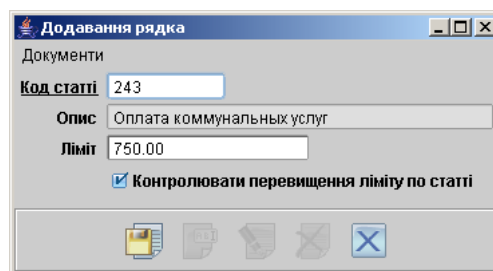 Додавання рядка
Документи
Код статті 243
Опис Оплата коммунальных услуг
Ліміт 750.00
Контролювати перевищення ліміту по статті